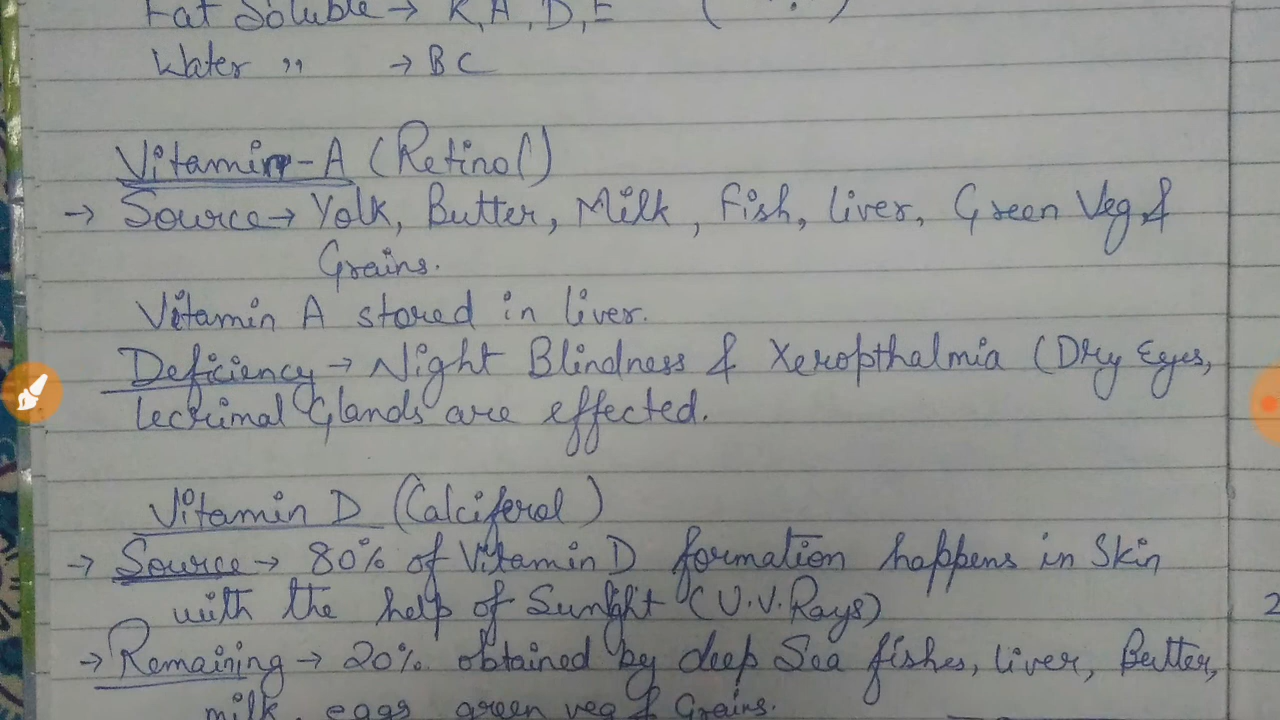 Fat Soluble → K, A, D, E ( )
Water ,, → B C
Vitamin-A (Retinol)
→ Source → Yolk, Butter, Milk, Fish, liver, Green Veg &
Grains.
Vitamin A stored in liver.
Deficiency → Night Blindness & Xeropthalmia (Dry Eyes,
lecrimal Glands are effected.
Vitamin D (Calciferol)
→ Source → 80% of Vitamin D formation happens in Skin
with the help of Sunlght (U.V. Rays)
→ Remaining → 20% obtained by deep Sea fishes, liver, Butter,
milk, eggs green veg & Grains.
2